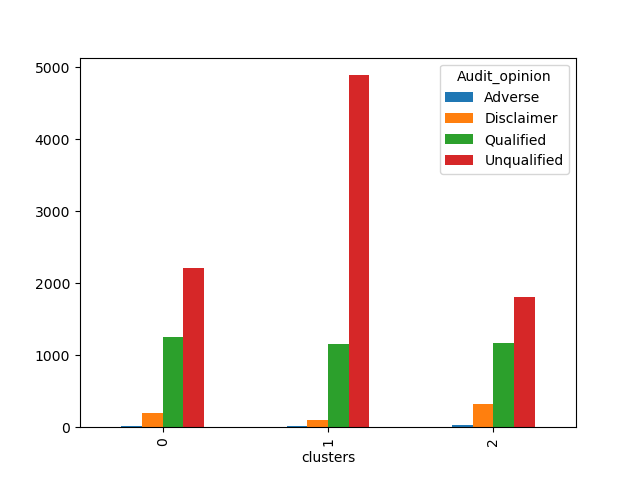 5000
4000
3000
2000
1000
0
Audit_opinion
Adverse
Disclaimer
Qualified
Unqualified
0
1
2
clusters